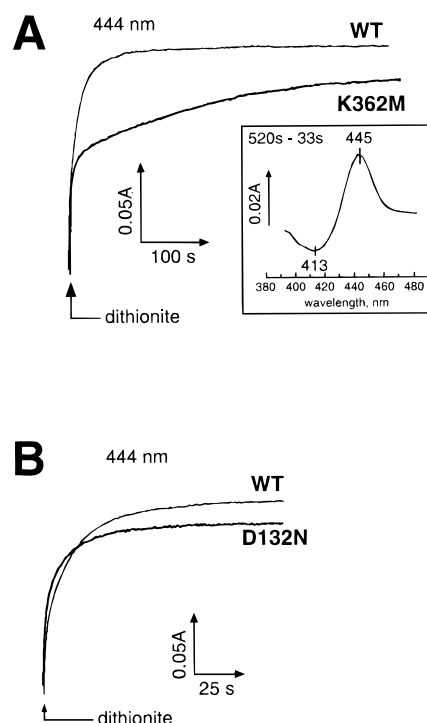 A
444 nm
WT
K362M
520s - 33s
445
0.05A
0.02A
100 s
413
380 400 420 440 460 480
wavelength, nm
dithionite
B
444 nm
WT
D132N
0.05A
25 s
dithionite